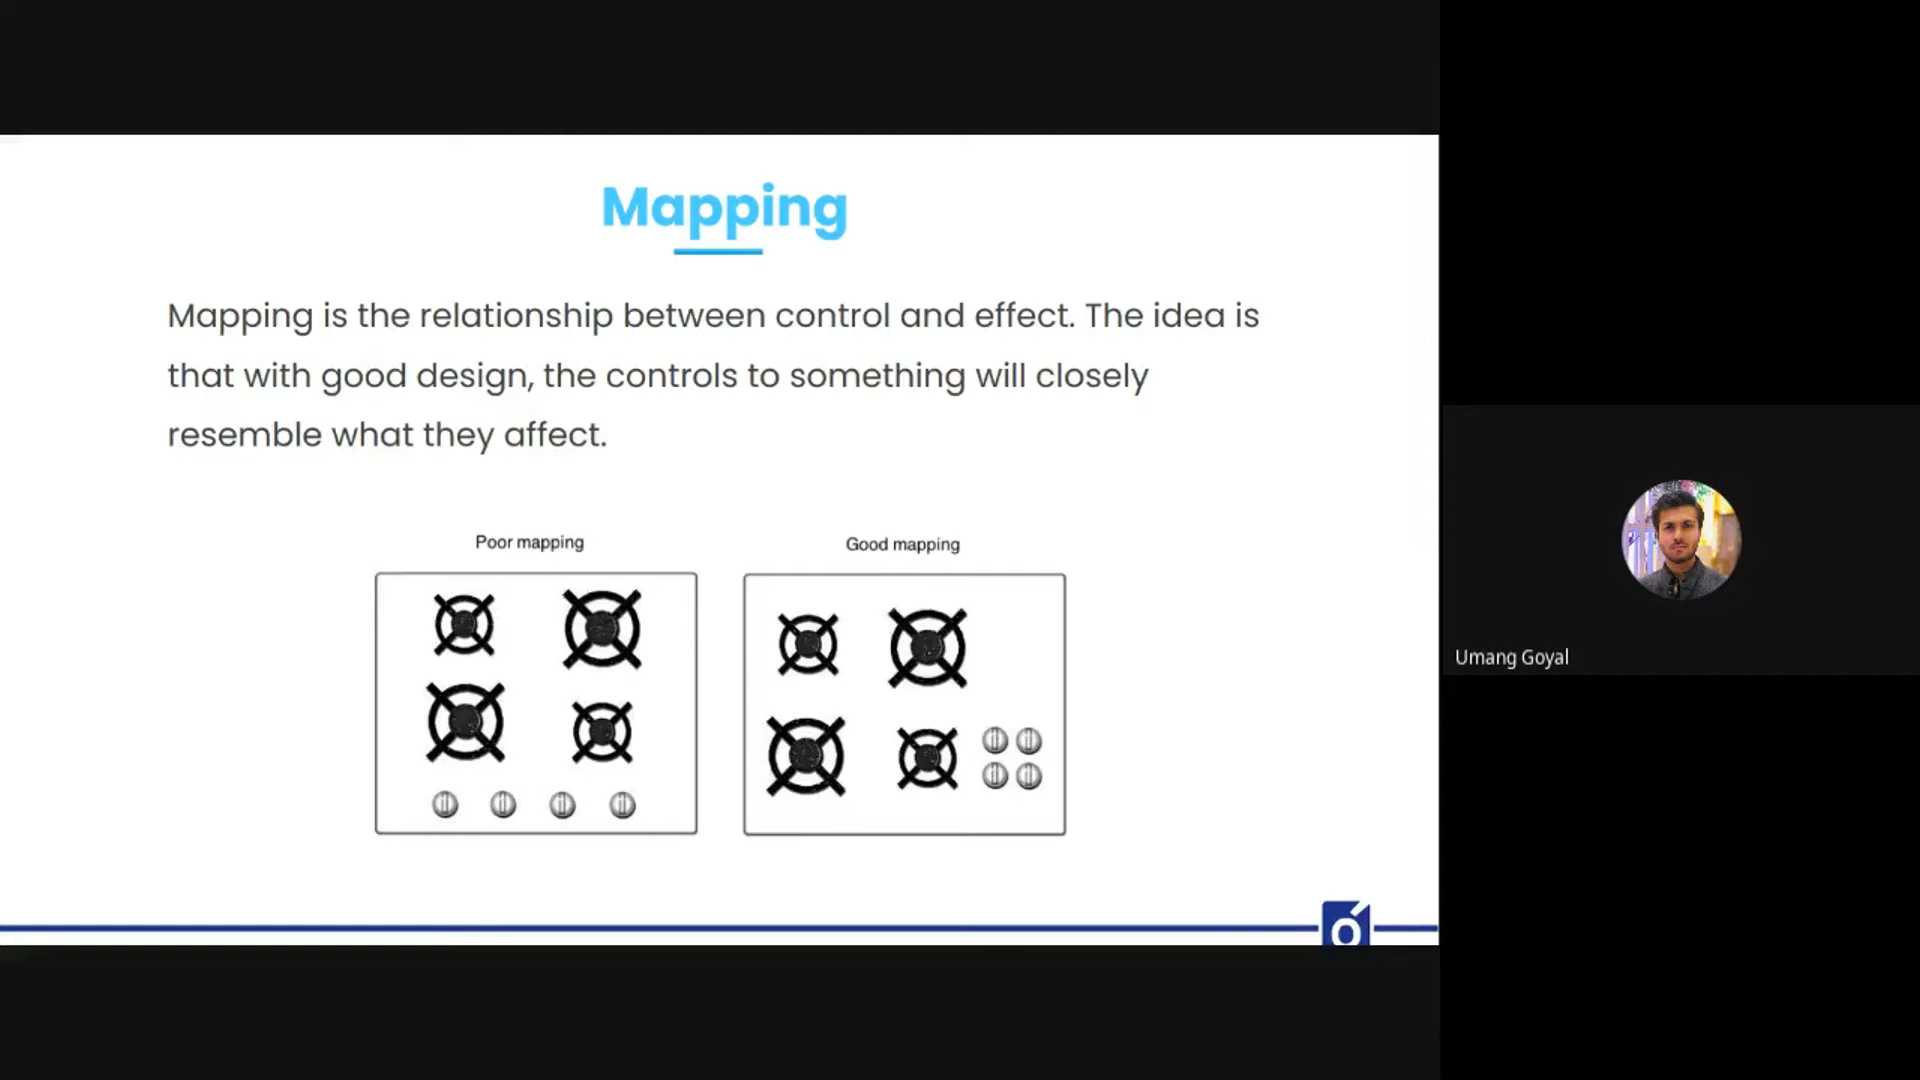 Mapping
Mapping is the relationship between control and effect. The idea is
that with good design, the controls to something will closely
resemble what they affect.
Poor mapping
Good mapping
Umang Goyal